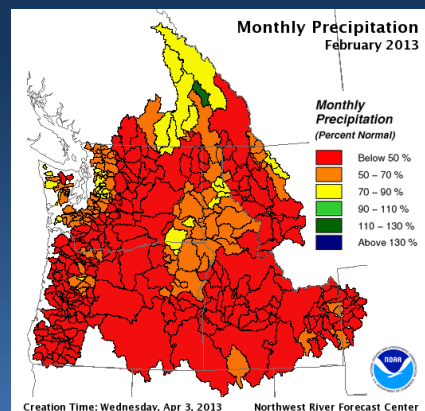 Monthly Precipitation
February 2013
Monthly
Precipitation
(Percent Normal)
Below 50 %
50 – 70 %
70 – 90 %
90 – 110 %
110 – 130 %
Above 130 %
NOAA
Creation Time: Wednesday, Apr 3, 2013 Northwest River Forecast Center